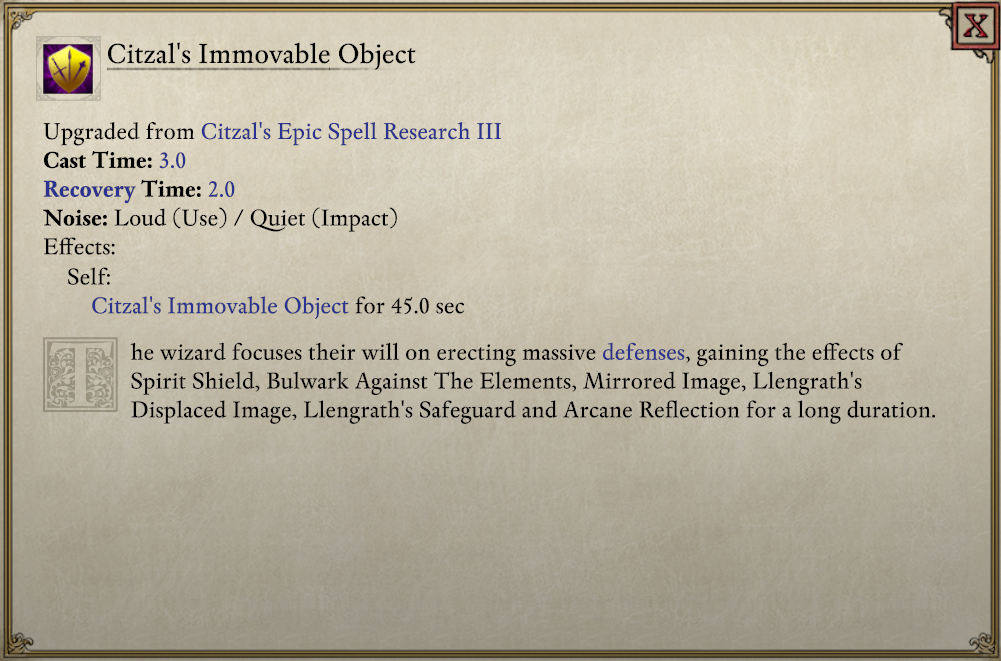 X
Citzal's Immovable Object
Upgraded from Citzal's Epic Spell Research III
Cast Time: 3.0
Recovery Time: 2.0
Noise: Loud (Use) / Quiet (Impact)
Effects:
Self:
Citzal's Immovable Object for 45.0 sec
The wizard focuses their will on erecting massive defenses, gaining the effects of
Spirit Shield, Bulwark Against The Elements, Mirrored Image, Llengrath's
Displaced Image, Llengrath's Safeguard and Arcane Reflection for a long duration.